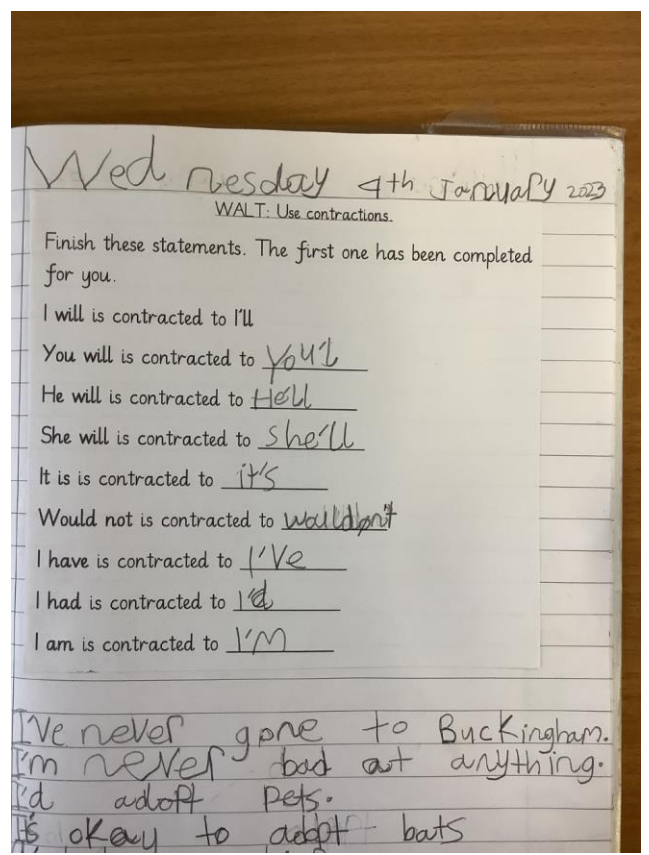 Wednesday 4th January 2023
WALT: Use contractions.
Finish these statements. The first one has been completed
for you.
I will is contracted to I'll
You will is contracted to you'l
He will is contracted to He'll
She will is contracted to she'll
It is is contracted to it's
Would not is contracted to
I have is contracted to I've
I had is contracted to I'd
I am is contracted to I'M
I've never gone to Buckingham.
I'm never bad at anything.
I'd adopt pets.
It's okay to adopt bats